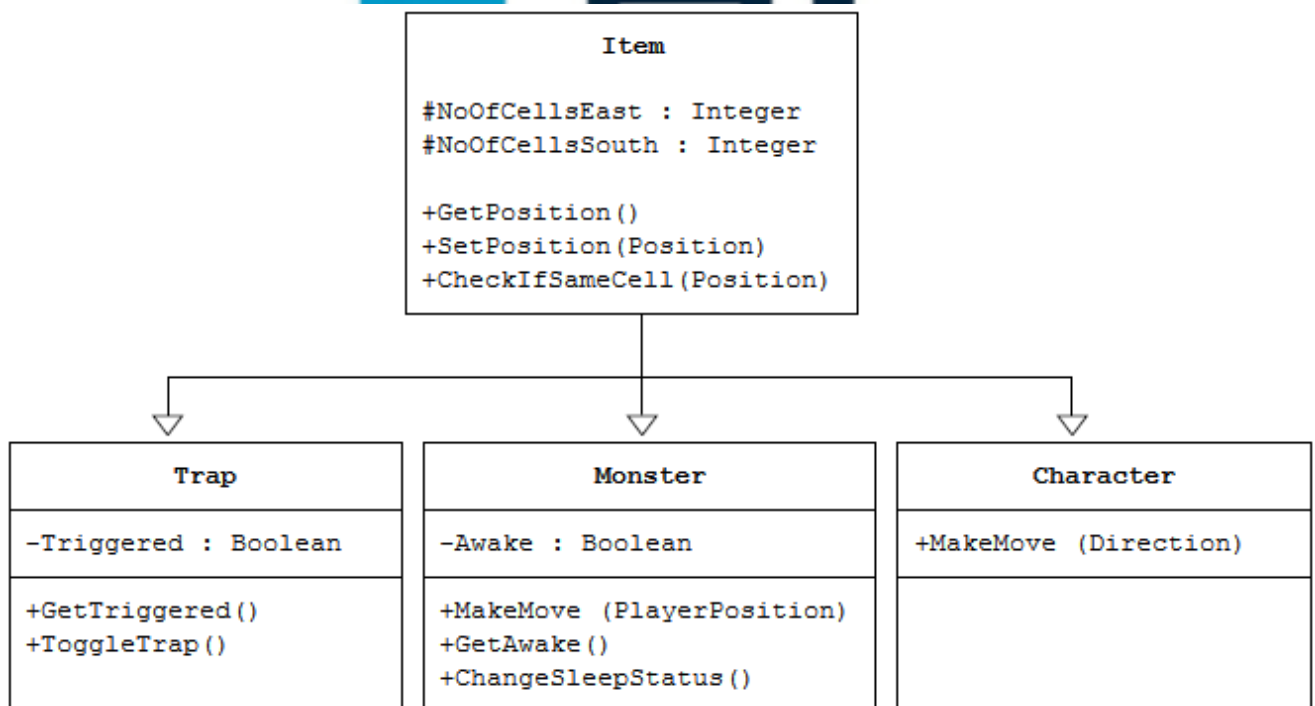 Item
#NoOfCellsEast : Integer
#NoOfCellsSouth : Integer
+GetPosition()
+SetPosition(Position)
+CheckIfSameCell(Position)
Trap
-Triggered : Boolean
+GetTriggered()
+ToggleTrap()
Monster
-Awake : Boolean
+MakeMove (PlayerPosition)
+GetAwake()
+ChangeSleepStatus()
Character
+MakeMove (Direction)